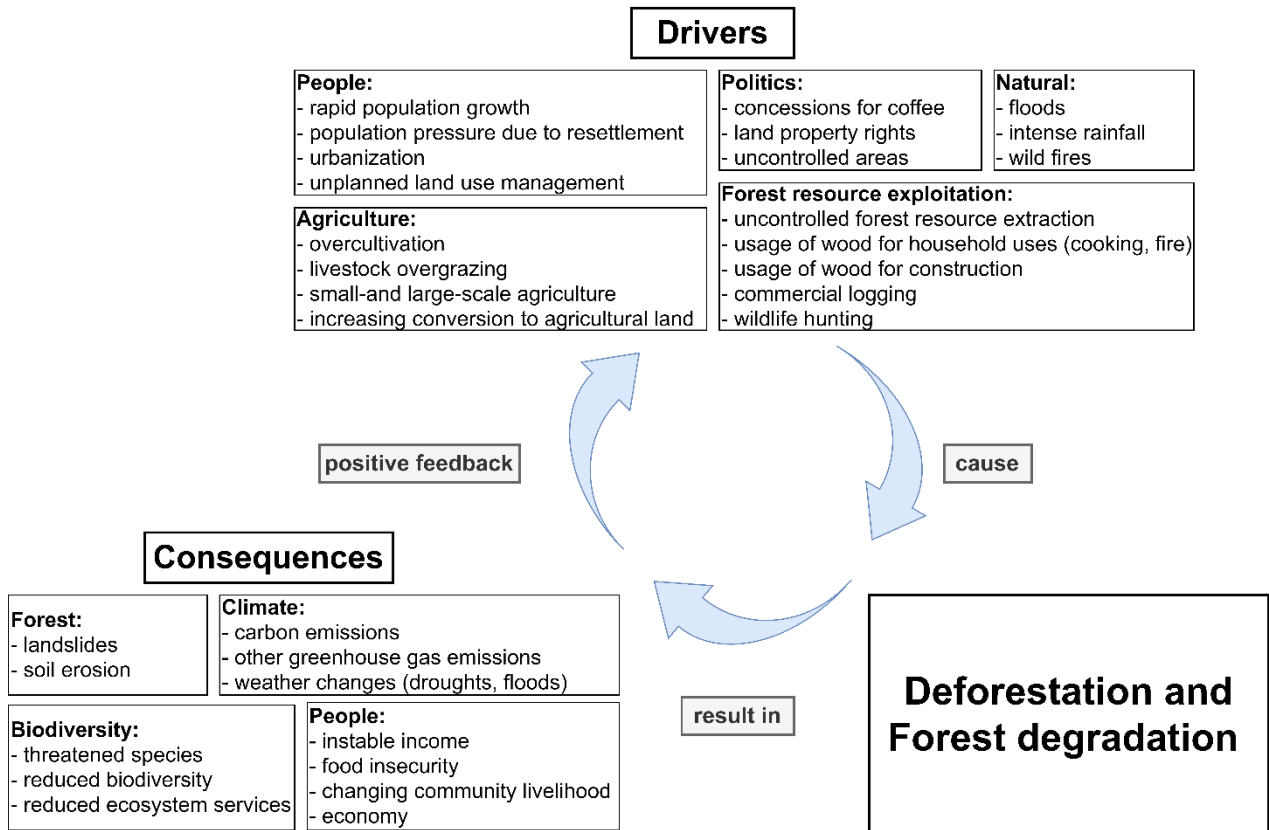 Drivers
People:
- rapid population growth
- population pressure due to resettlement
- urbanization
- unplanned land use management
Politics:
- concessions for coffee
- land property rights
- uncontrolled areas
Natural:
- floods
- intense rainfall
- wild fires
Agriculture:
- overcultivation
- livestock overgrazing
- small-and large-scale agriculture
- increasing conversion to agricultural land
Forest resource exploitation:
- uncontrolled forest resource extraction
- usage of wood for household uses (cooking, fire)
- usage of wood for construction
- commercial logging
- wildlife hunting
positive feedback
cause
Consequences
Forest:
- landslides
- soil erosion
Climate:
- carbon emissions
- other greenhouse gas emissions
- weather changes (droughts, floods)
Biodiversity:
- threatened species
- reduced biodiversity
- reduced ecosystem services
People:
- instable income
- food insecurity
- changing community livelihood
- economy
result in
Deforestation and
Forest degradation